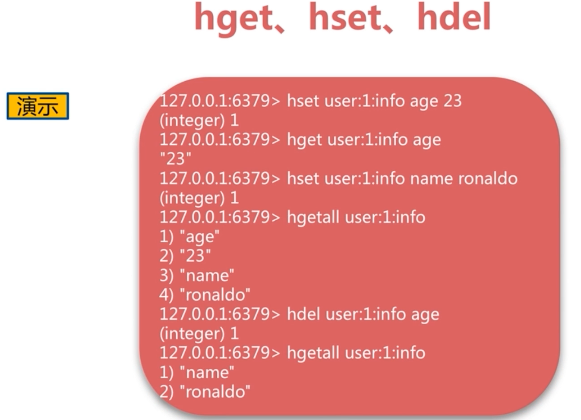 hget、hset、hdel
演示
127.0.0.1:6379> hset user:1:info age 23
(integer) 1
127.0.0.1:6379> hget user:1:info age
"23"
127.0.0.1:6379> hset user:1:info name ronaldo
(integer) 1
127.0.0.1:6379> hgetall user:1:info
1) "age"
2) "23"
3) "name"
4) "ronaldo"
127.0.0.1:6379> hdel user:1:info age
(integer) 1
127.0.0.1:6379> hgetall user:1:info
1) "name"
2) "ronaldo"